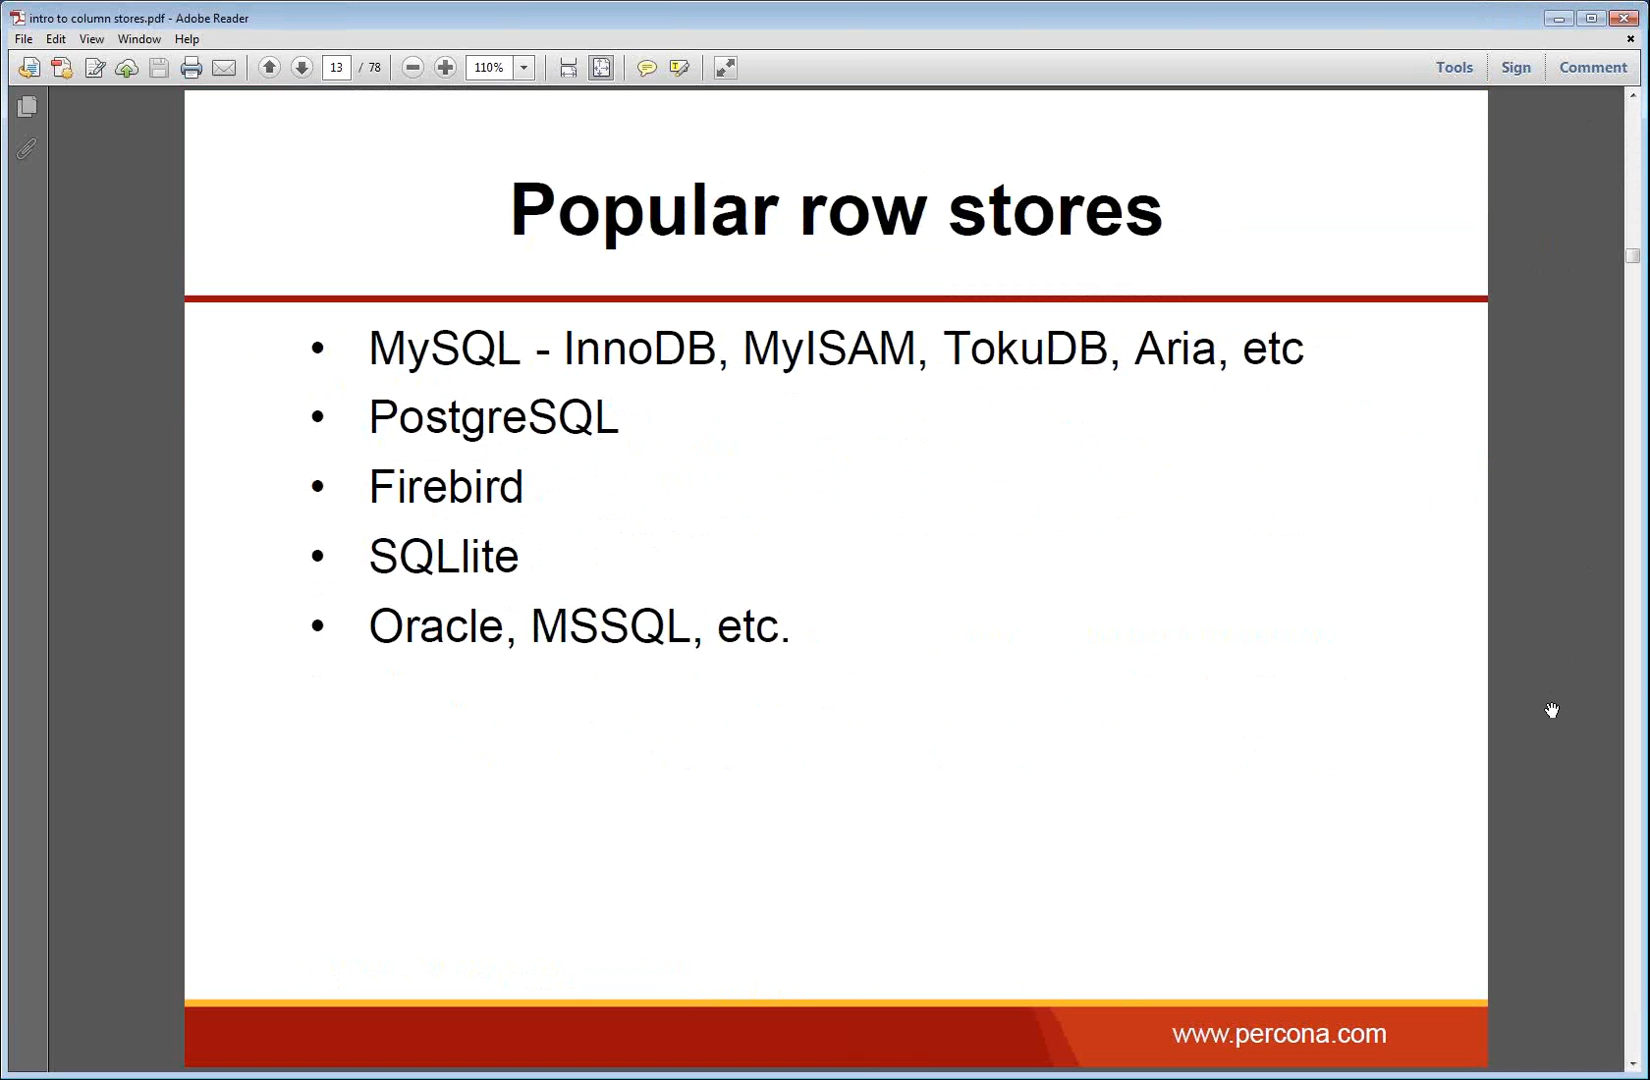 intro to column stores.pdf - Adobe Reader
File Edit View Window Help
13 / 78 110% Tools Sign Comment
Popular row stores
• MySQL - InnoDB, MyISAM, TokuDB, Aria, etc
• PostgreSQL
• Firebird
• SQLlite
• Oracle, MSSQL, etc.
www.percona.com